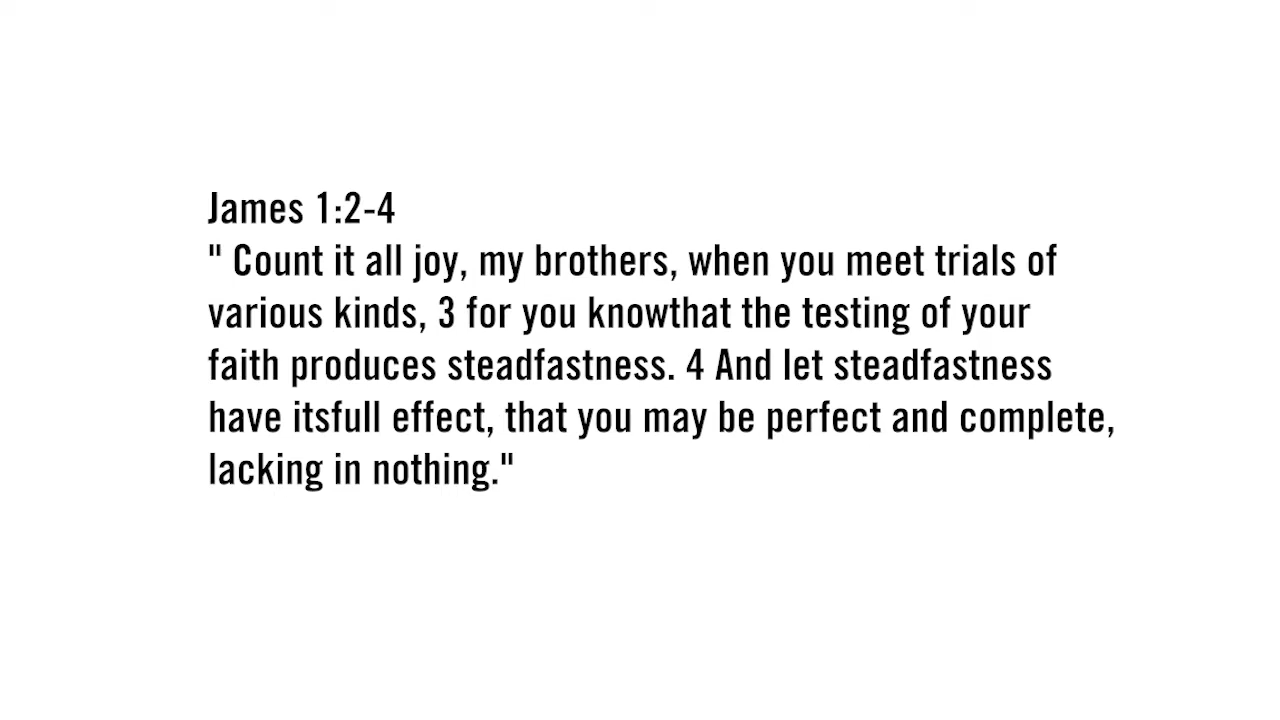 James 1:2-4
" Count it all joy, my brothers, when you meet trials of
various kinds, 3 for you knowthat the testing of your
faith produces steadfastness. 4 And let steadfastness
have itsfull effect, that you may be perfect and complete,
lacking in nothing."